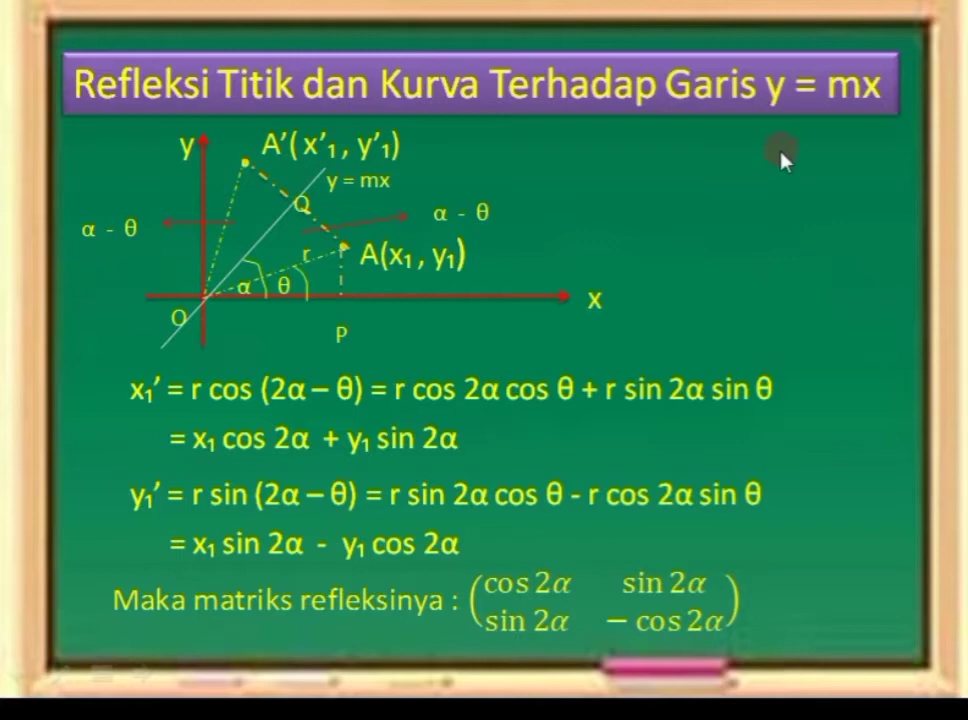 Refleksi Titik dan Kurva Terhadap Garis y = mx
y
A′( x′₁ , y′₁)
y = mx
Q
α - θ
α - θ
r
A(x₁ , y₁)
α
θ
x
O
P
x₁′ = r cos (2α – θ) = r cos 2α cos θ + r sin 2α sin θ
= x₁ cos 2α + y₁ sin 2α
y₁′ = r sin (2α – θ) = r sin 2α cos θ - r cos 2α sin θ
= x₁ sin 2α - y₁ cos 2α
Maka matriks refleksinya : (cos 2α sin 2α
sin 2α − cos 2α)